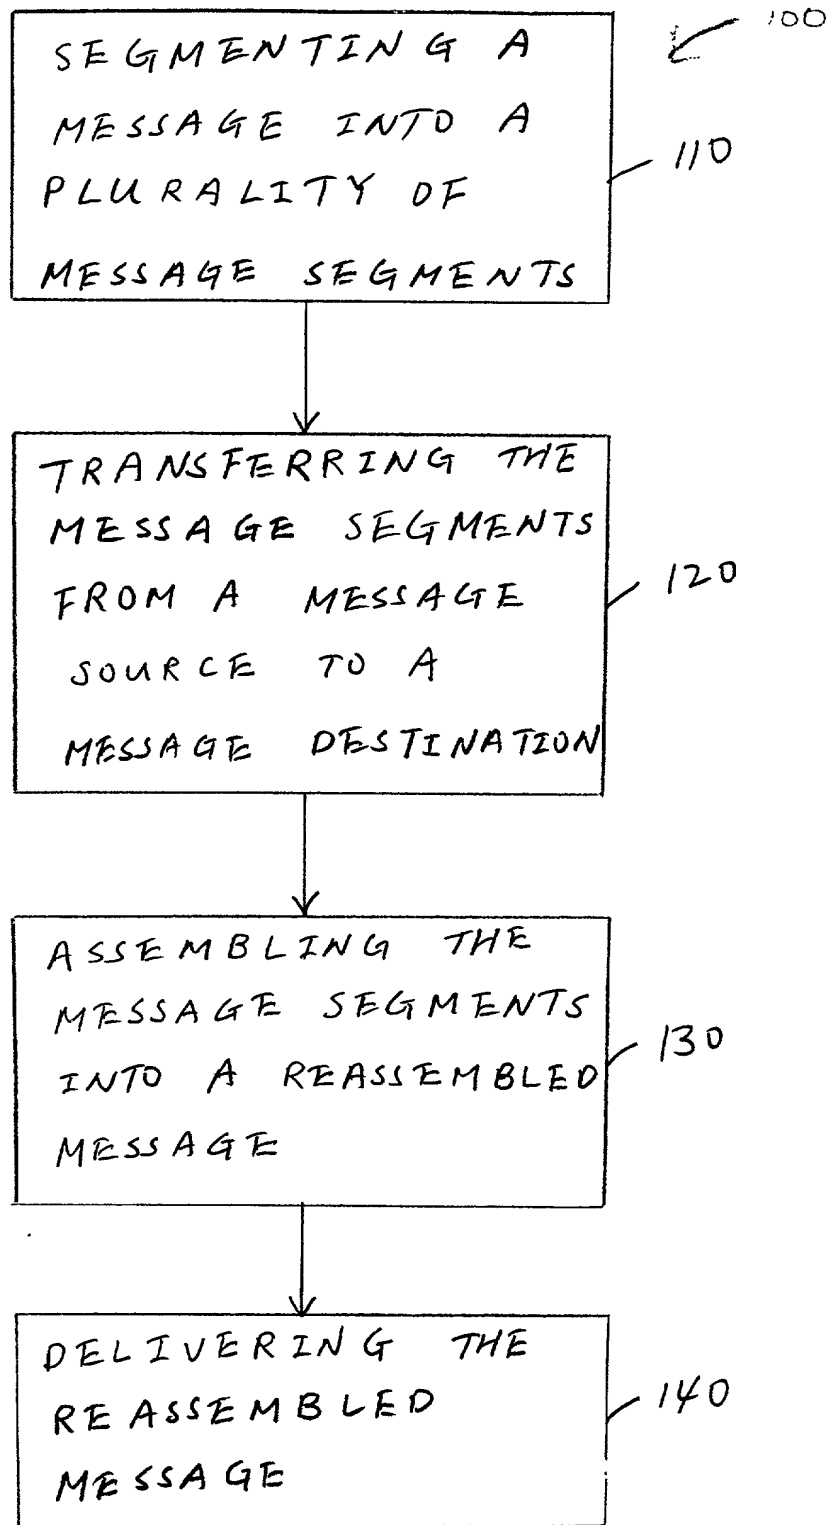 100
SEGMENTING A
MESSAGE INTO A
PLURALITY OF
MESSAGE SEGMENTS
110
TRANSFERRING THE
MESSAGE SEGMENTS
FROM A MESSAGE
SOURCE TO A
MESSAGE DESTINATION
120
ASSEMBLING THE
MESSAGE SEGMENTS
INTO A REASSEMBLED
MESSAGE
130
DELIVERING THE
REASSEMBLED
MESSAGE
140